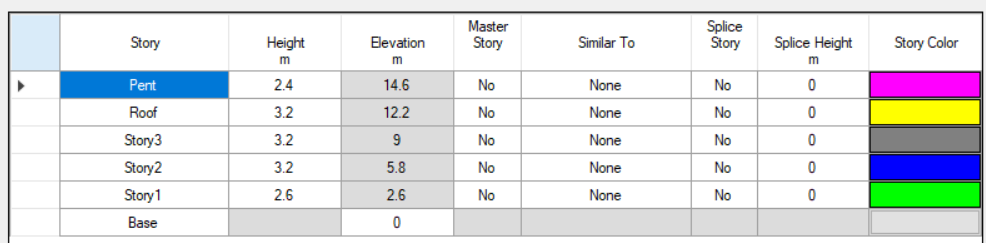 Story Height m Elevation m Master Story Similar To Splice Story Splice Height m Story Color
Pent 2.4 14.6 No None No 0
Roof 3.2 12.2 No None No 0
Story3 3.2 9 No None No 0
Story2 3.2 5.8 No None No 0
Story1 2.6 2.6 No None No 0
Base 0